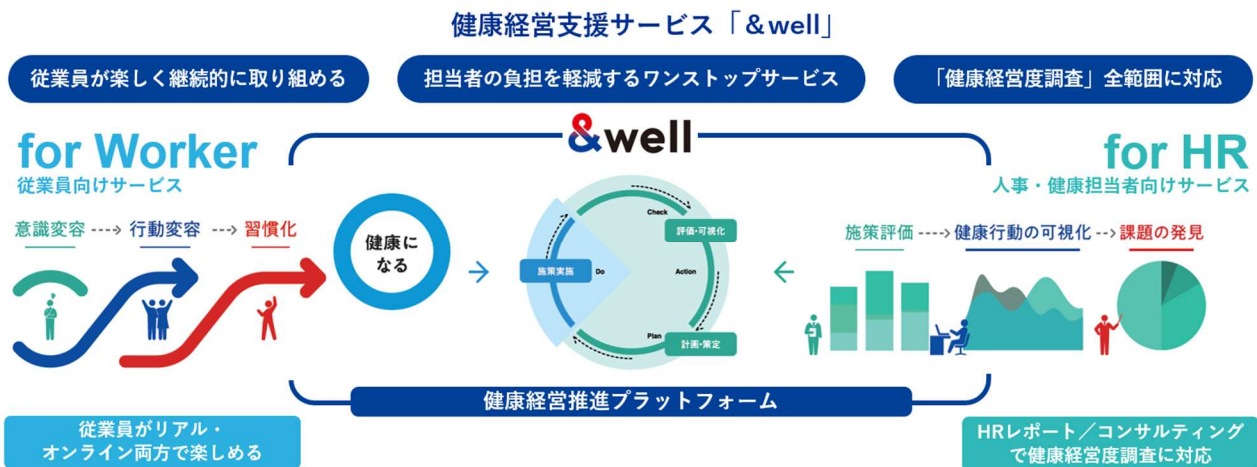 健康経営支援サービス「&well」
従業員が楽しく継続的に取り組める
担当者の負担を軽減するワンストップサービス
「健康経営度調査」全範囲に対応
&well
for Worker
従業員向けサービス
for HR
人事・健康担当者向けサービス
意識変容
行動変容
習慣化
健康に
なる
Check
評価・可視化
施策実施
Do
Action
Plan
計画・策定
施策評価
健康行動の可視化
課題の発見
健康経営推進プラットフォーム
従業員がリアル・
オンライン両方で楽しめる
HRレポート／コンサルティング
で健康経営度調査に対応